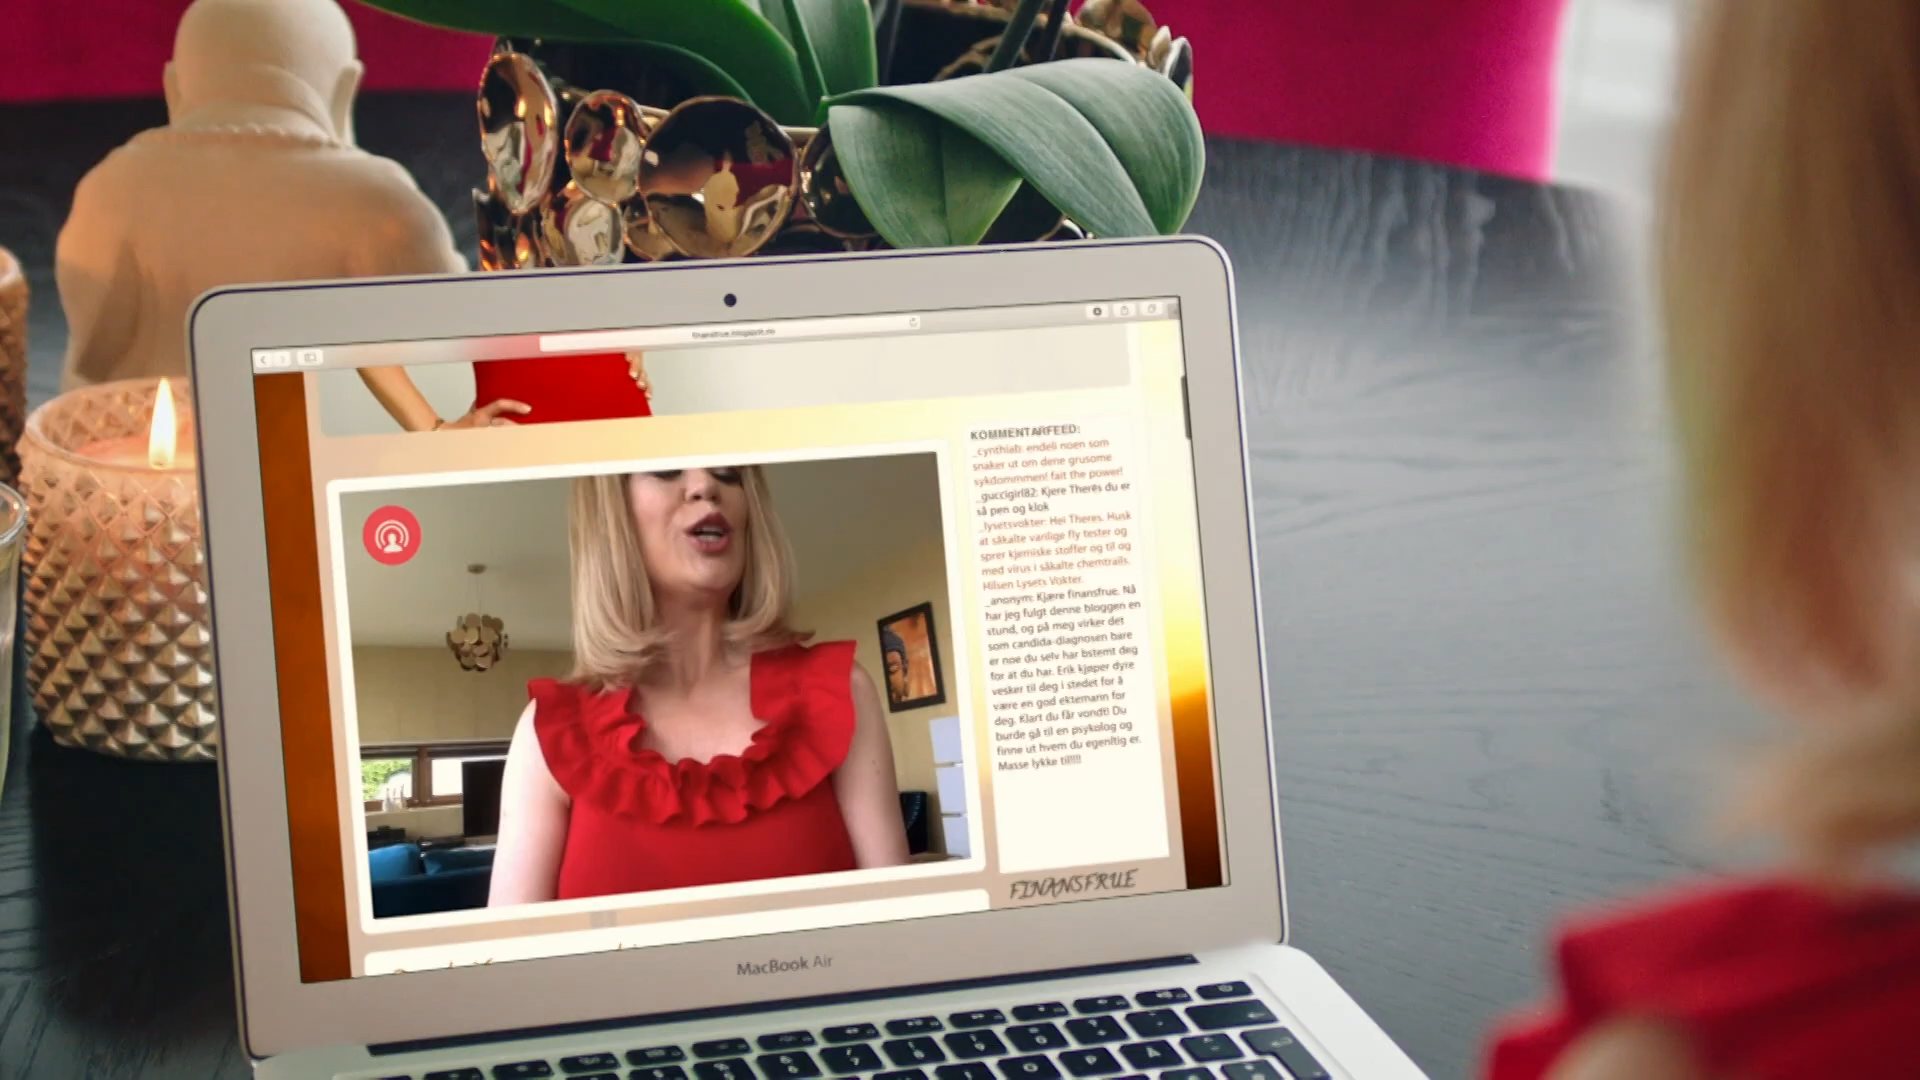 finansfrue.blogspot.no
KOMMENTARFEED:
_cynthiab: endeli noen som
snaker ut om dene grusome
sykdommmen! fait the power!
_guccigirl82: Kjere Therés du er
så pen og klok
_lysetsvokter: Hei Theres. Husk
at såkalte vanlige fly tester og
sprer kjemiske stoffer og til og
med virus i såkalte chemtrails.
Hilsen Lysets Vokter.
_anonym: Kjære finansfrue. Nå
har jeg fulgt denne bloggen en
stund, og på meg virker det
som candida-diagnosen bare
er noe du selv har bstemt deg
for at du har. Erik kjøper dyre
vesker til deg i stedet for å
være en god ektemann for
deg. Klart du får vondt! Du
burde gå til en psykolog og
finne ut hvem du egenltig er.
Masse lykke til!!!!
FINANSFRUE
MacBook Air